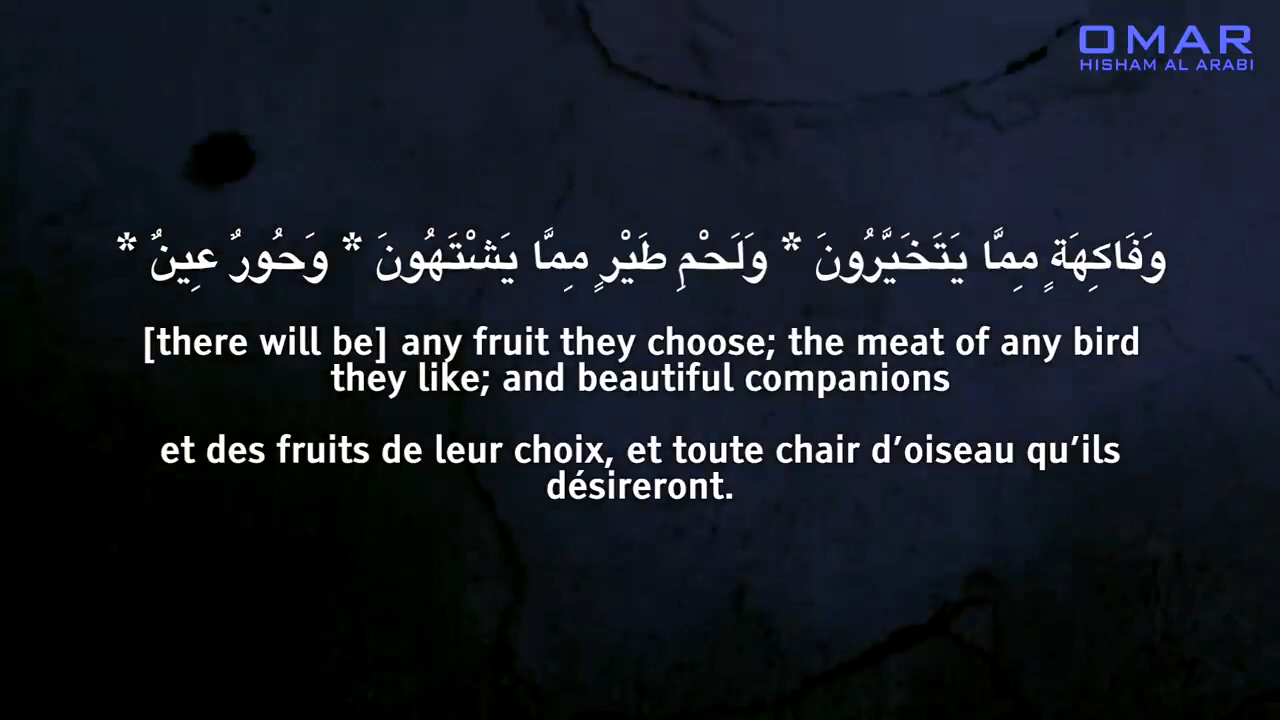 OMAR
HISHAM AL ARABI
وَفَاكِهَةٍ مِمَّا يَتَخَيَّرُونَ * وَلَحْمِ طَيْرٍ مِمَّا يَشْتَهُونَ * وَحُورٌ عِينٌ *
[there will be] any fruit they choose; the meat of any bird
they like; and beautiful companions
et des fruits de leur choix, et toute chair d’oiseau qu’ils
désireront.